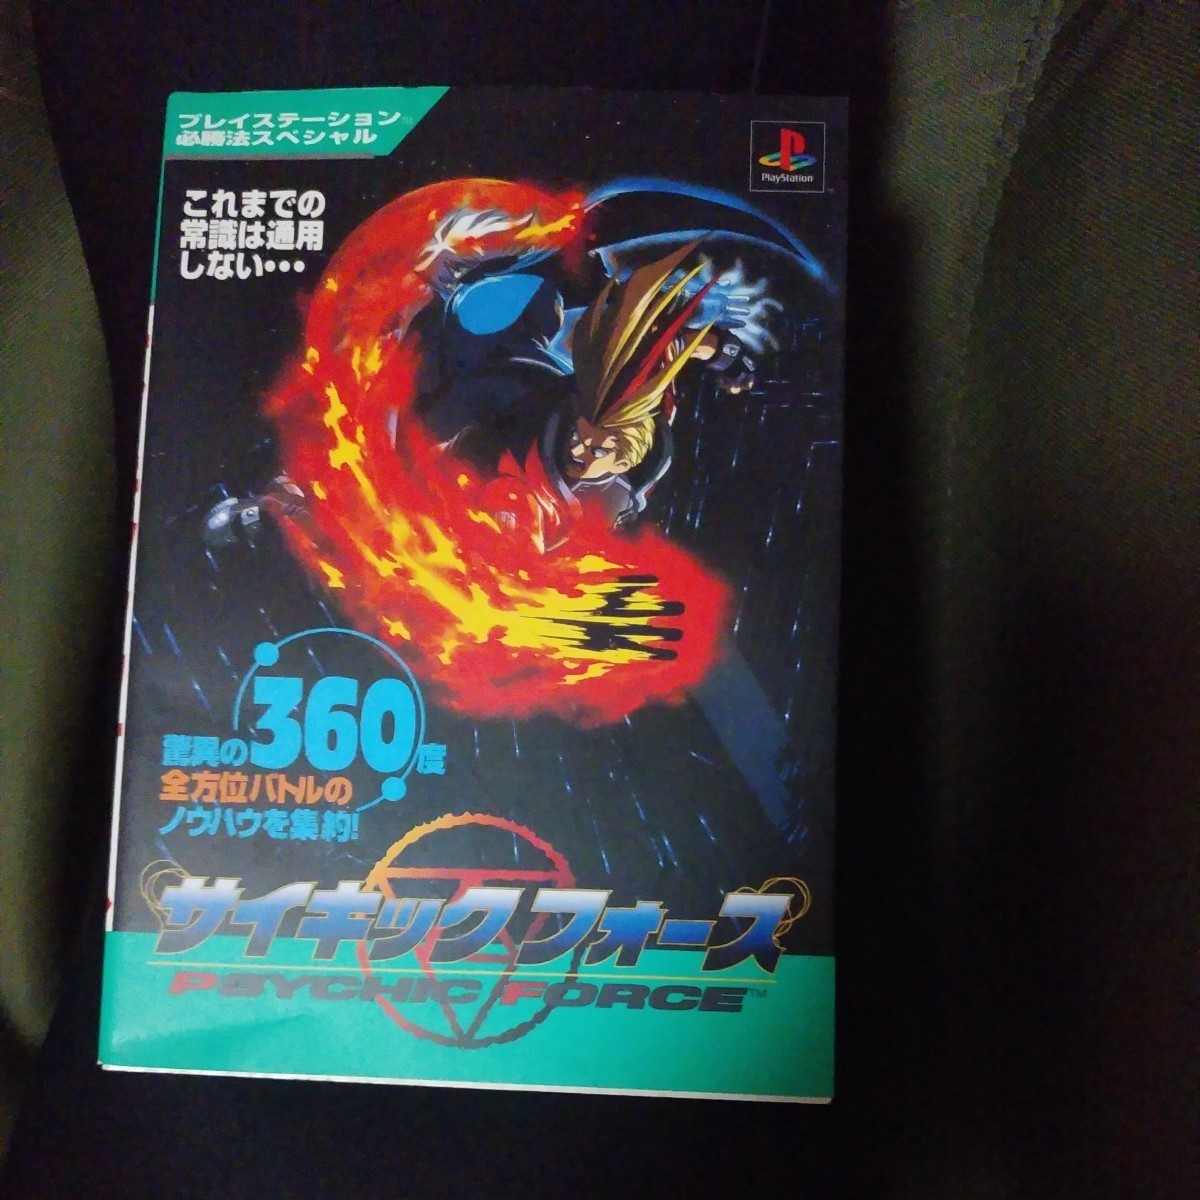 プレイステーション™
必勝法スペシャル
PlayStation
これまでの
常識は通用
しない・・・
驚異の360度
全方位バトルの
ノウハウを集約!
サイキックフォース
PSYCHIC FORCE™